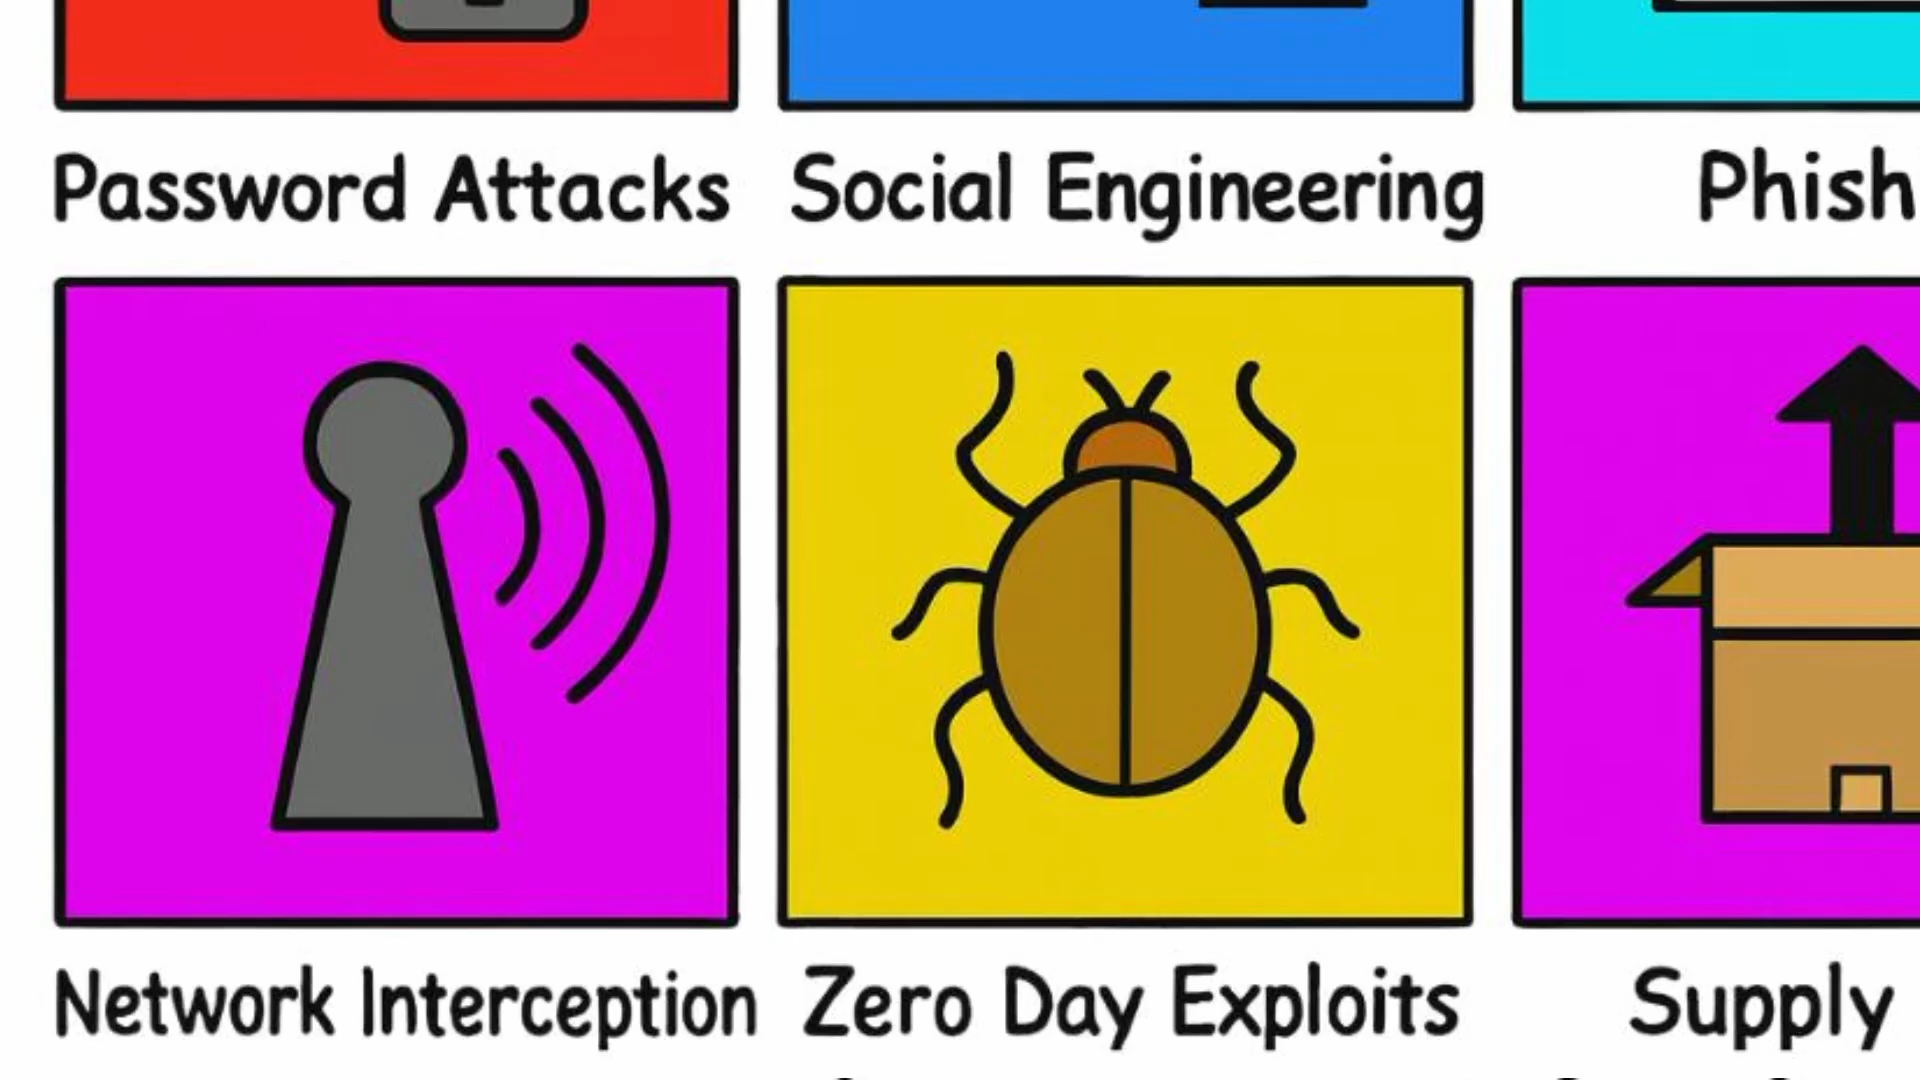 Password Attacks
Social Engineering
Phish
Network Interception
Zero Day Exploits
Supply